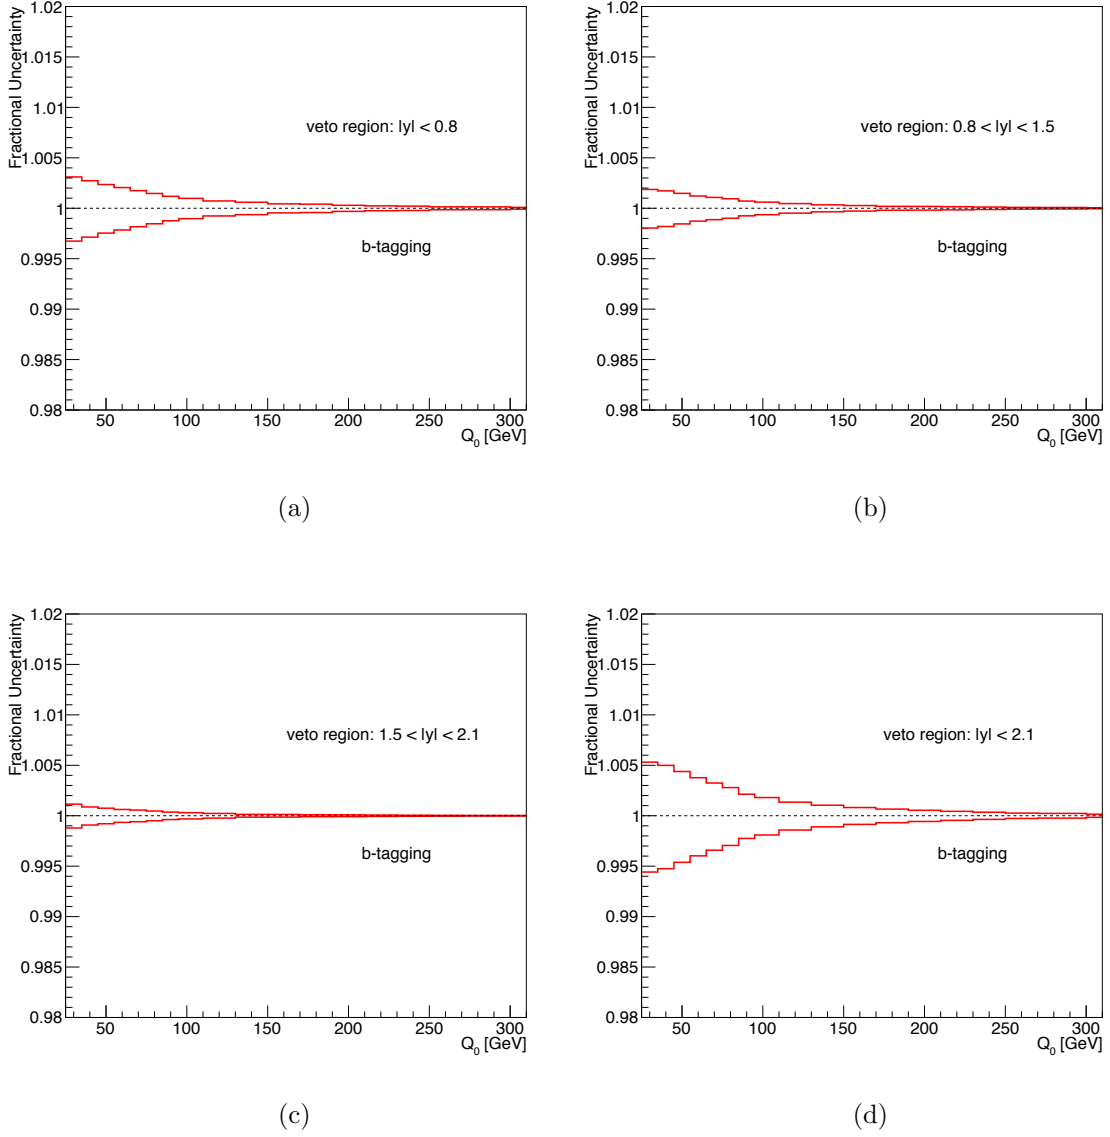 Fractional Uncertainty
1.02
1.015
1.01
1.005
1
0.995
0.99
0.985
0.98
veto region: |y| < 0.8
b-tagging
50 100 150 200 250 300
Q0 [GeV]
(a)
Fractional Uncertainty
1.02
1.015
1.01
1.005
1
0.995
0.99
0.985
0.98
veto region: 0.8 < |y| < 1.5
b-tagging
50 100 150 200 250 300
Q0 [GeV]
(b)
Fractional Uncertainty
1.02
1.015
1.01
1.005
1
0.995
0.99
0.985
0.98
veto region: 1.5 < |y| < 2.1
b-tagging
50 100 150 200 250 300
Q0 [GeV]
(c)
Fractional Uncertainty
1.02
1.015
1.01
1.005
1
0.995
0.99
0.985
0.98
veto region: |y| < 2.1
b-tagging
50 100 150 200 250 300
Q0 [GeV]
(d)